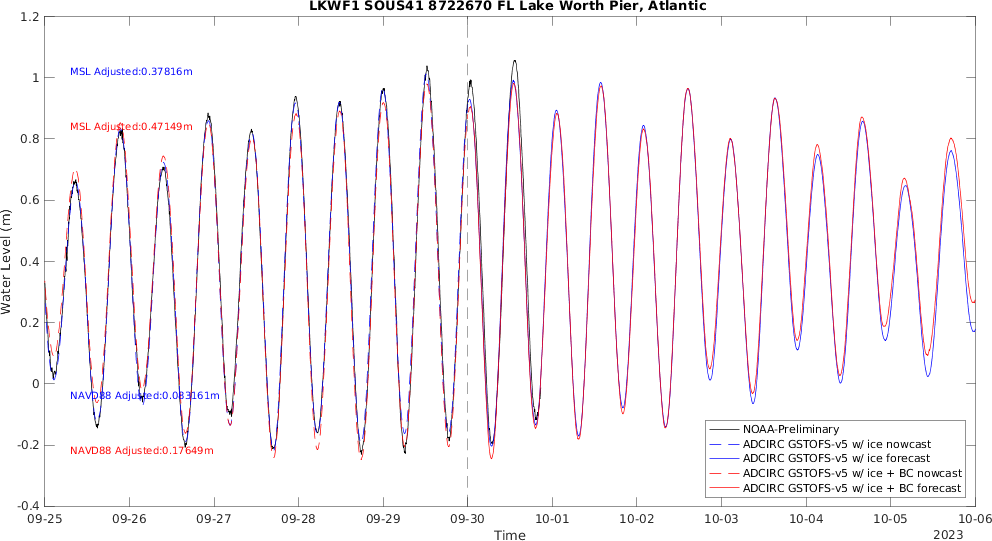 LKWF1 SOUS41 8722670 FL Lake Worth Pier, Atlantic
1.2
1
0.8
0.6
0.4
0.2
0
-0.2
-0.4
Water Level (m)
MSL Adjusted:0.37816m
MSL Adjusted:0.47149m
NAVD88 Adjusted:0.083161m
NAVD88 Adjusted:0.17649m
NOAA-Preliminary
ADCIRC GSTOFS-v5 w/ ice nowcast
ADCIRC GSTOFS-v5 w/ ice forecast
ADCIRC GSTOFS-v5 w/ ice + BC nowcast
ADCIRC GSTOFS-v5 w/ ice + BC forecast
09-25 09-26 09-27 09-28 09-29 09-30 10-01 10-02 10-03 10-04 10-05 10-06
Time
2023